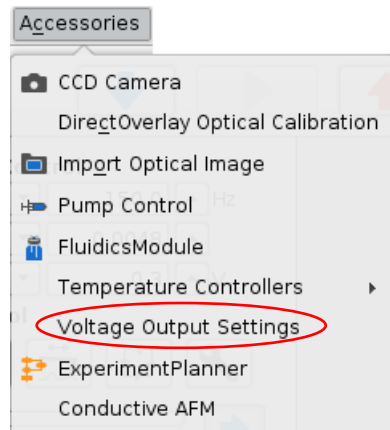 Accessories
CCD Camera
DirectOverlay Optical Calibration
Import Optical Image
Pump Control
Hz
FluidicsModule
Temperature Controllers
Voltage Output Settings
ExperimentPlanner
Conductive AFM